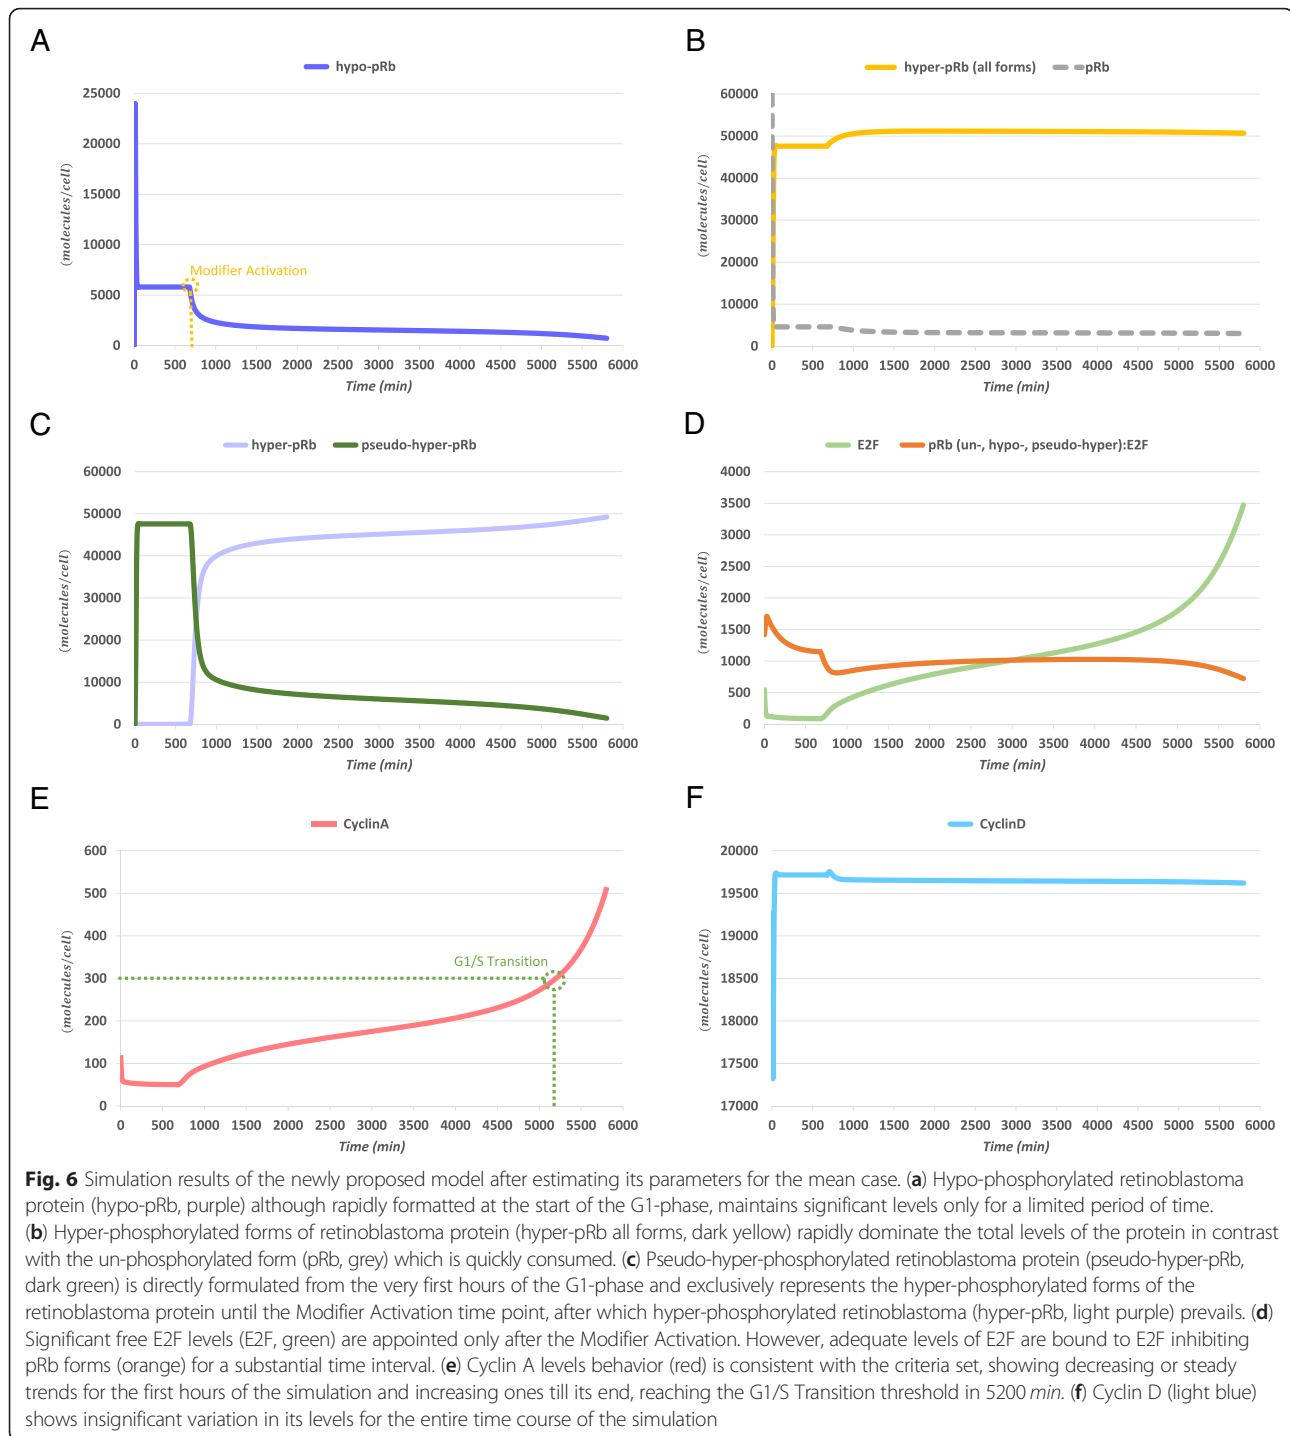 A
hypo-pRb
25000
20000
15000
10000
5000
0
(molecules/cell)
Modifier Activation
0 500 1000 1500 2000 2500 3000 3500 4000 4500 5000 5500 6000
Time (min)
B
hyper-pRb (all forms) pRb
60000
50000
40000
30000
20000
10000
0
(molecules/cell)
0 500 1000 1500 2000 2500 3000 3500 4000 4500 5000 5500 6000
Time (min)
C
hyper-pRb pseudo-hyper-pRb
60000
50000
40000
30000
20000
10000
0
(molecules/cell)
0 500 1000 1500 2000 2500 3000 3500 4000 4500 5000 5500 6000
Time (min)
D
E2F pRb (un-, hypo-, pseudo-hyper):E2F
4000
3500
3000
2500
2000
1500
1000
500
0
(molecules/cell)
0 500 1000 1500 2000 2500 3000 3500 4000 4500 5000 5500 6000
Time (min)
E
CyclinA
600
500
400
300
200
100
0
(molecules/cell)
G1/S Transition
0 500 1000 1500 2000 2500 3000 3500 4000 4500 5000 5500 6000
Time (min)
F
CyclinD
20000
19500
19000
18500
18000
17500
17000
(molecules/cell)
0 500 1000 1500 2000 2500 3000 3500 4000 4500 5000 5500 6000
Time (min)
Fig. 6 Simulation results of the newly proposed model after estimating its parameters for the mean case. (a) Hypo-phosphorylated retinoblastoma
protein (hypo-pRb, purple) although rapidly formatted at the start of the G1-phase, maintains significant levels only for a limited period of time.
(b) Hyper-phosphorylated forms of retinoblastoma protein (hyper-pRb all forms, dark yellow) rapidly dominate the total levels of the protein in contrast
with the un-phosphorylated form (pRb, grey) which is quickly consumed. (c) Pseudo-hyper-phosphorylated retinoblastoma protein (pseudo-hyper-pRb,
dark green) is directly formulated from the very first hours of the G1-phase and exclusively represents the hyper-phosphorylated forms of the
retinoblastoma protein until the Modifier Activation time point, after which hyper-phosphorylated retinoblastoma (hyper-pRb, light purple) prevails. (d)
Significant free E2F levels (E2F, green) are appointed only after the Modifier Activation. However, adequate levels of E2F are bound to E2F inhibiting
pRb forms (orange) for a substantial time interval. (e) Cyclin A levels behavior (red) is consistent with the criteria set, showing decreasing or steady
trends for the first hours of the simulation and increasing ones till its end, reaching the G1/S Transition threshold in 5200 min. (f) Cyclin D (light blue)
shows insignificant variation in its levels for the entire time course of the simulation